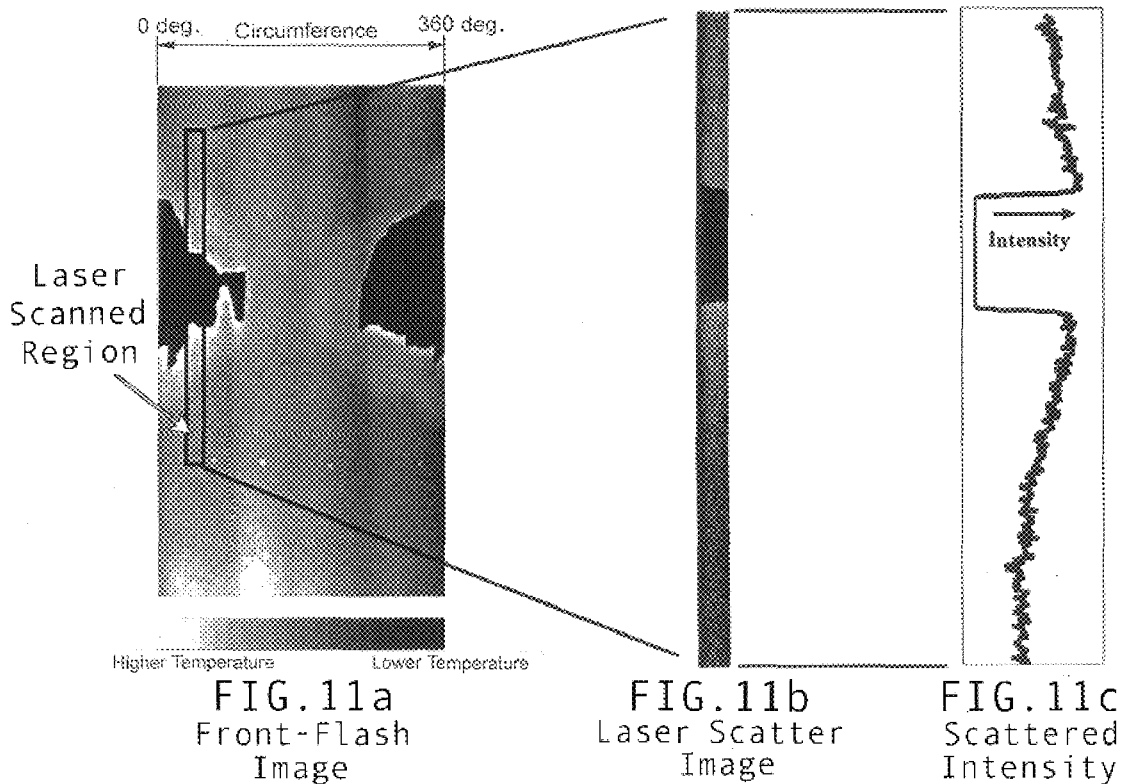 0 deg.
Circumference
360 deg.
Laser
Scanned
Region
Intensity
Higher Temperature
Lower Temperature
FIG.11a
Front-Flash
Image
FIG.11b
Laser Scatter
Image
FIG.11c
Scattered
Intensity